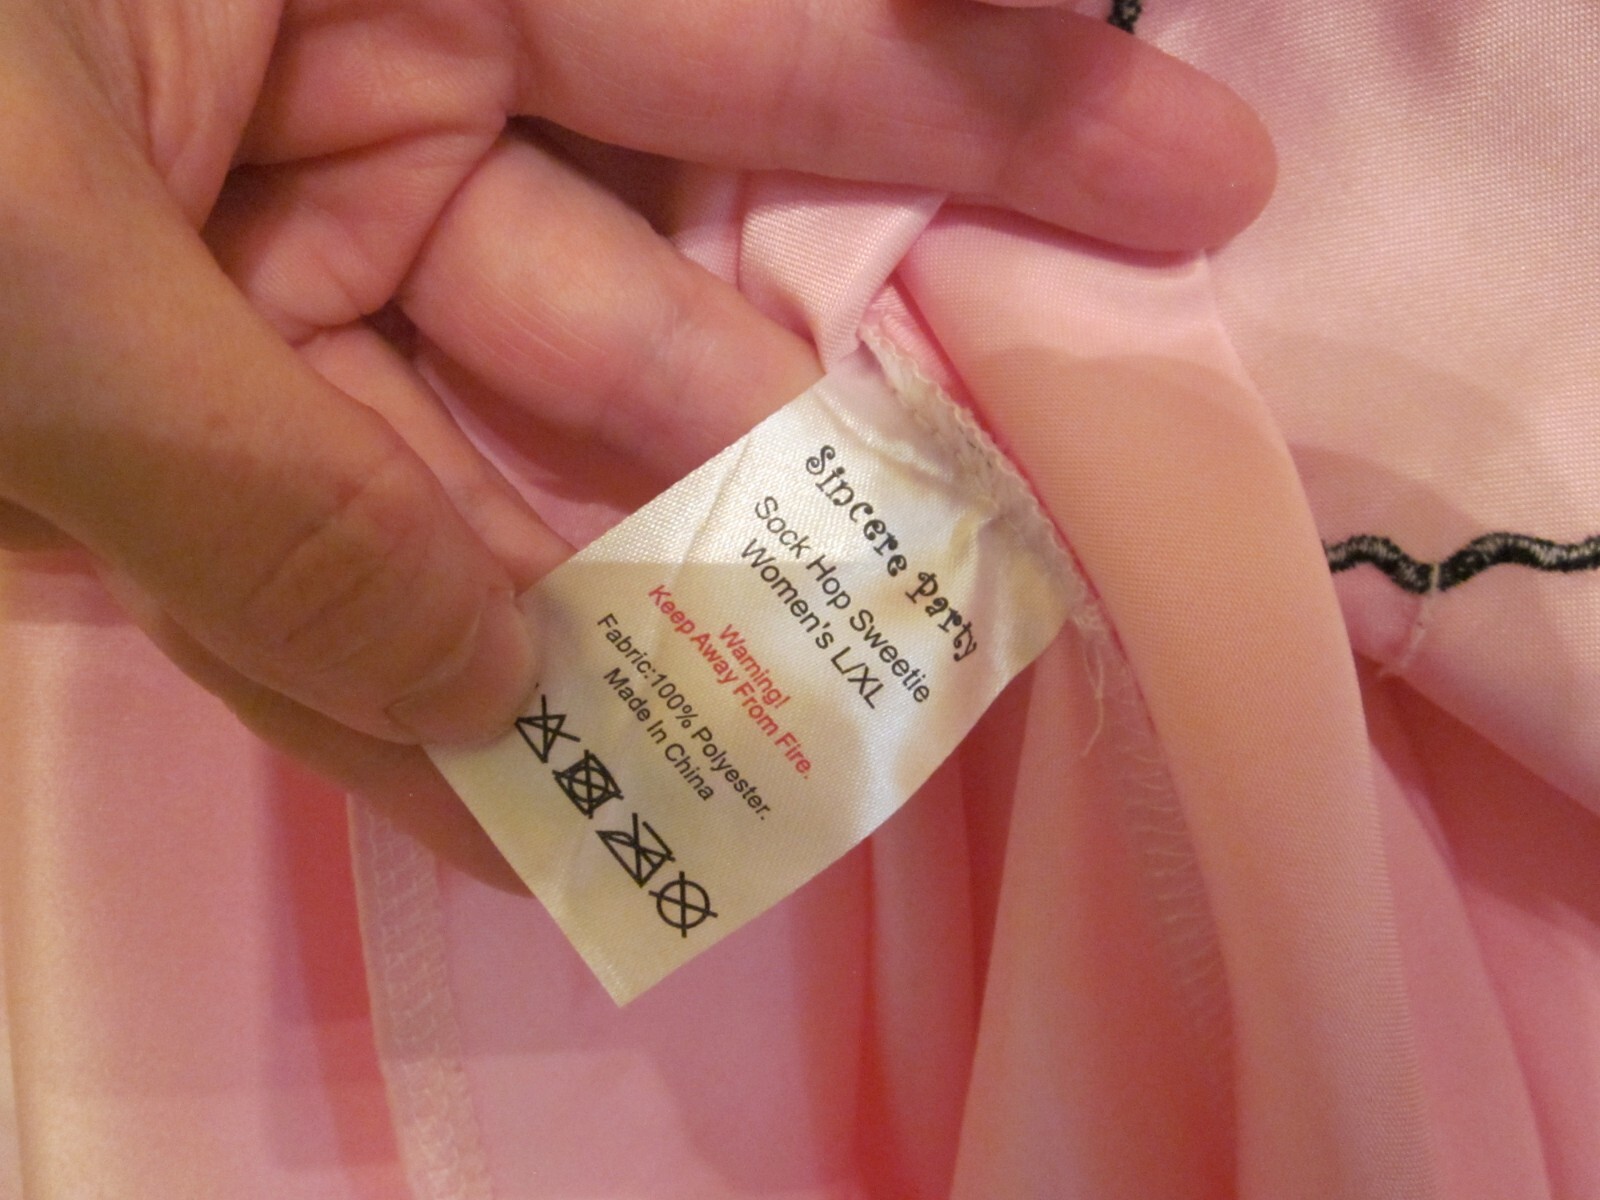 Sincere Party
Sock Hop Sweetie
Women's L/XL
Warning!
Keep Away From Fire.
Fabric:100% Polyester.
Made In China